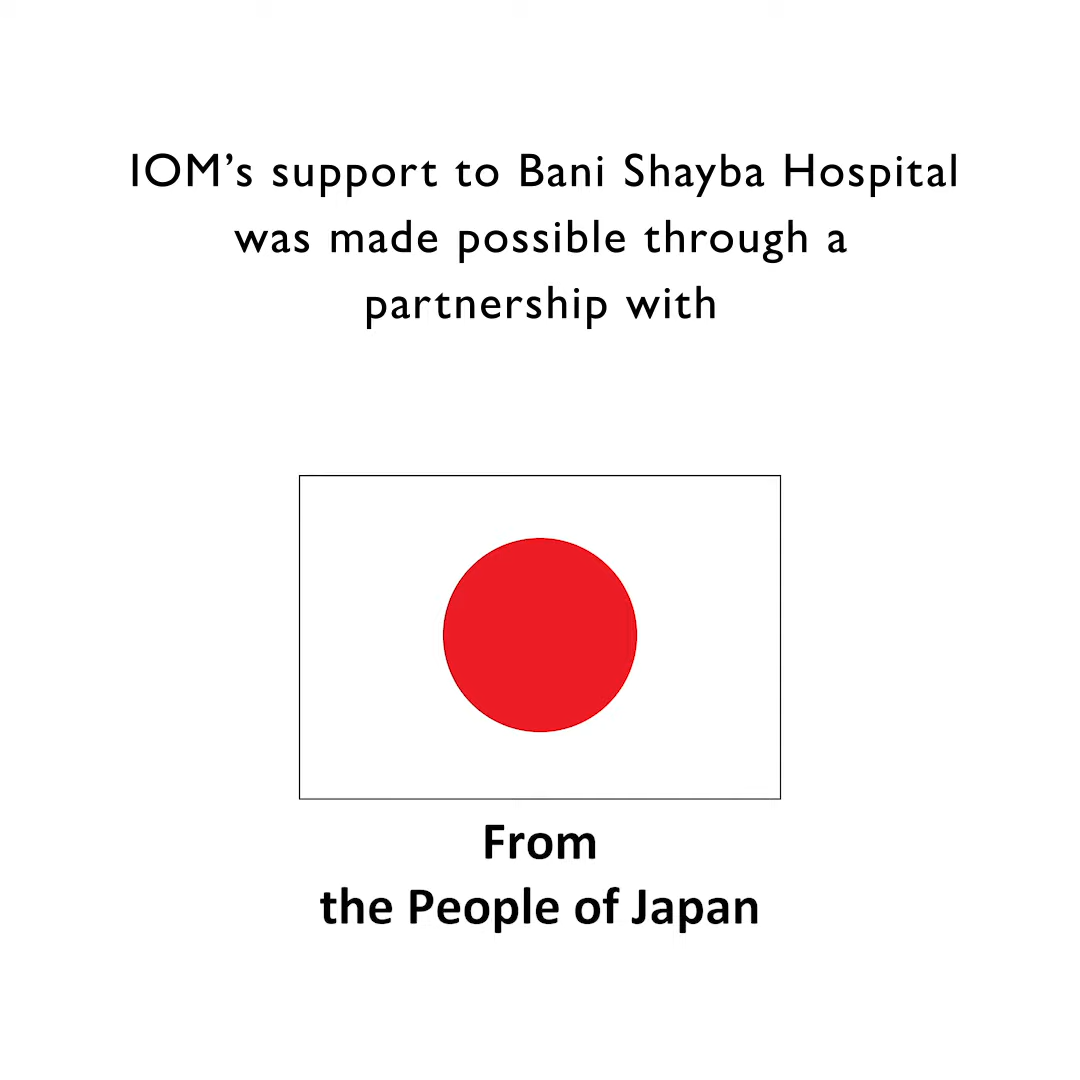 IOM’s support to Bani Shayba Hospital
was made possible through a
partnership with
From
the People of Japan